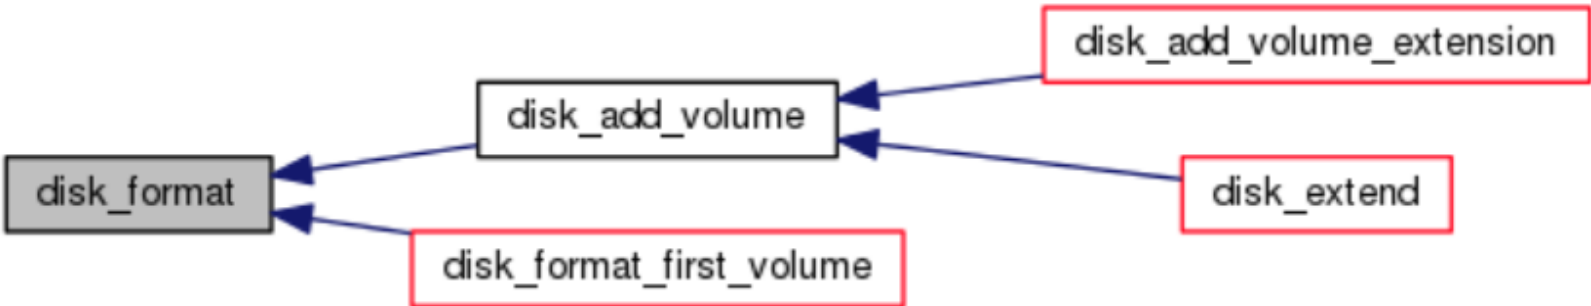 disk_add_volume_extension
disk_add_volume
disk_format
disk_extend
disk_format_first_volume